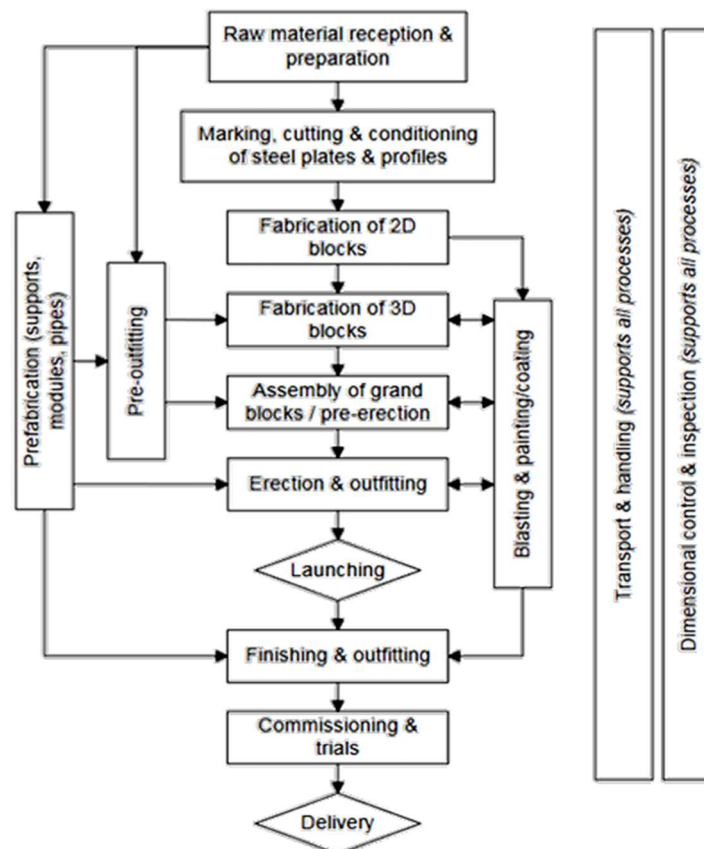 Raw material reception &
preparation
Marking, cutting & conditioning
of steel plates & profiles
Fabrication of 2D
blocks
Prefabrication (supports,
modules, pipes)
Pre-outfitting
Fabrication of 3D
blocks
Assembly of grand
blocks / pre-erection
Erection & outfitting
Blasting & painting/coating
Launching
Finishing & outfitting
Commissioning &
trials
Delivery
Transport & handling (supports all processes)
Dimensional control & inspection (supports all processes)